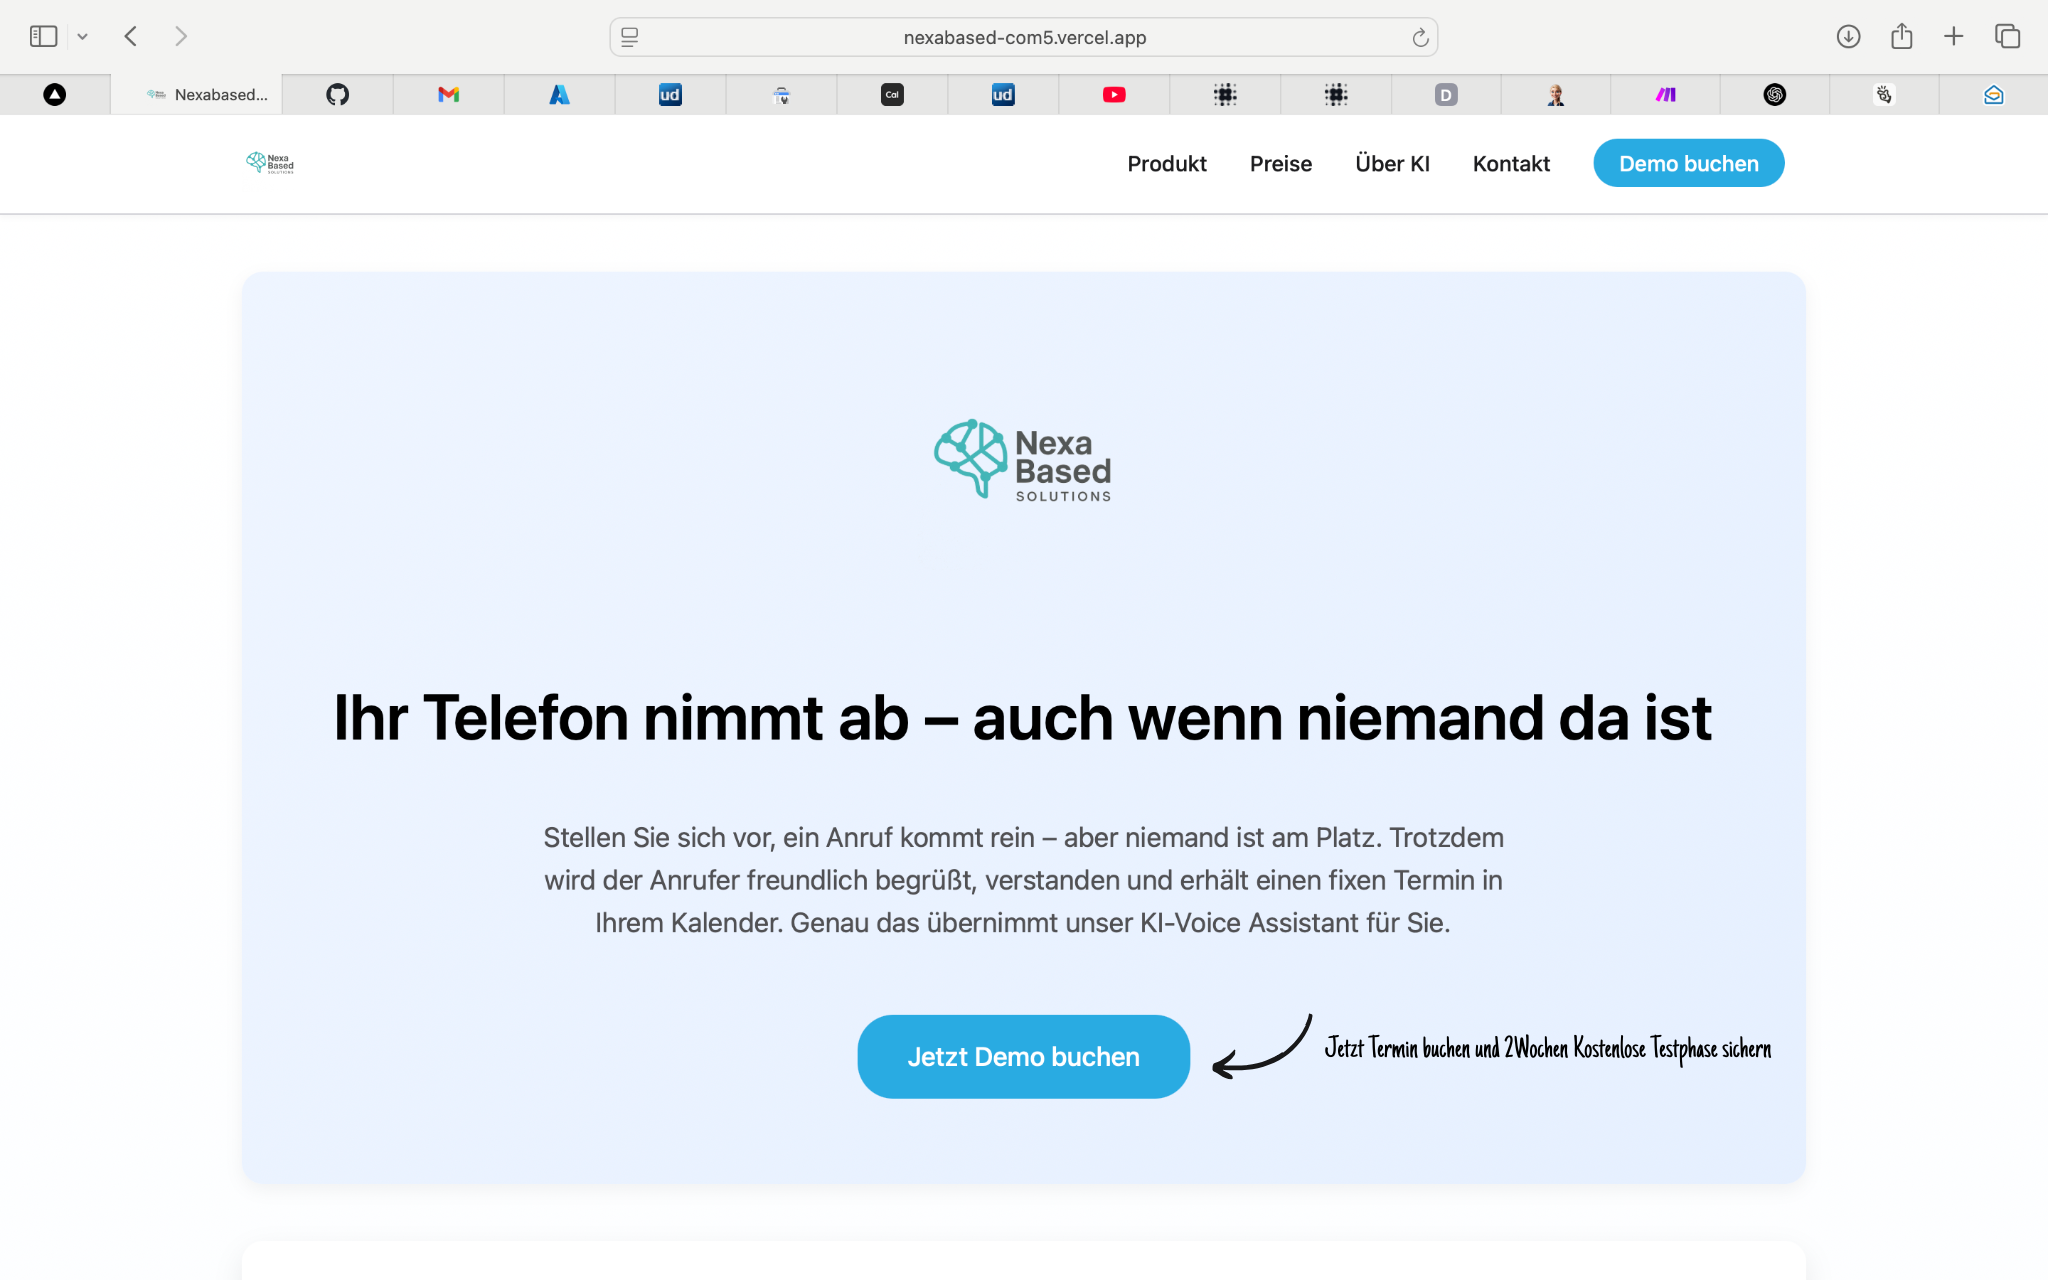 nexabased-com5.vercel.app
Nexabased...
ud
Cal
ud
D
Nexa
Based
SOLUTIONS
Produkt
Preise
Über KI
Kontakt
Demo buchen
Nexa
Based
SOLUTIONS
Ihr Telefon nimmt ab – auch wenn niemand da ist
Stellen Sie sich vor, ein Anruf kommt rein – aber niemand ist am Platz. Trotzdem
wird der Anrufer freundlich begrüßt, verstanden und erhält einen fixen Termin in
Ihrem Kalender. Genau das übernimmt unser KI-Voice Assistant für Sie.
Jetzt Demo buchen
Jetzt Termin buchen und 2Wochen Kostenlose Testphase sichern